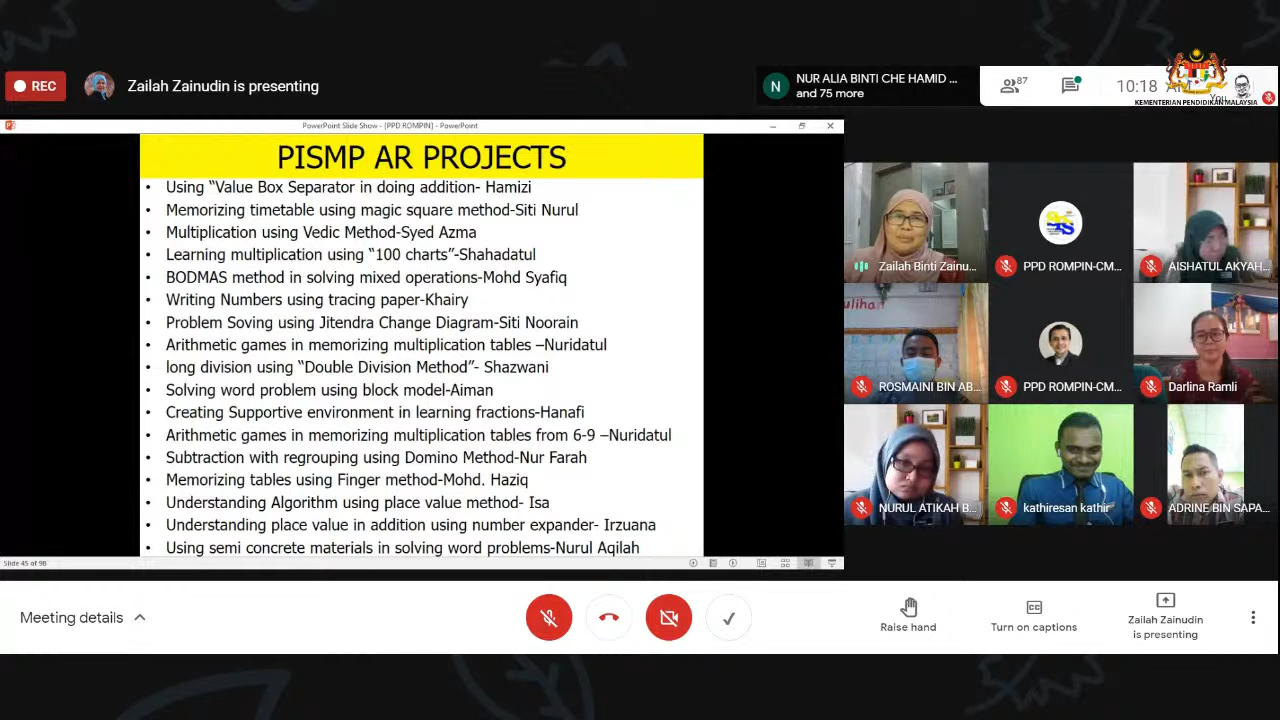 REC
Zailah Zainudin is presenting
N
NUR ALIA BINTI CHE HAMID ...
and 75 more
87
10:18 AM
You
KEMENTERIAN PENDIDIKAN MALAYSIA
PowerPoint Slide Show - [PPD ROMPIN] - PowerPoint
PISMP AR PROJECTS
• Using “Value Box Separator in doing addition- Hamizi
• Memorizing timetable using magic square method-Siti Nurul
• Multiplication using Vedic Method-Syed Azma
• Learning multiplication using “100 charts”-Shahadatul
• BODMAS method in solving mixed operations-Mohd Syafiq
• Writing Numbers using tracing paper-Khairy
• Problem Soving using Jitendra Change Diagram-Siti Noorain
• Arithmetic games in memorizing multiplication tables –Nuridatul
• long division using “Double Division Method”- Shazwani
• Solving word problem using block model-Aiman
• Creating Supportive environment in learning fractions-Hanafi
• Arithmetic games in memorizing multiplication tables from 6-9 –Nuridatul
• Subtraction with regrouping using Domino Method-Nur Farah
• Memorizing tables using Finger method-Mohd. Haziq
• Understanding Algorithm using place value method- Isa
• Understanding place value in addition using number expander- Irzuana
• Using semi concrete materials in solving word problems-Nurul Aqilah
Slide 45 of 98
Zailah Binti Zainu...
PPD ROMPIN-CM...
AISHATUL AKYAH...
ROSMAINI BIN AB...
PPD ROMPIN-CM...
Darlina Ramli
NURUL ATIKAH B...
kathiresan kathir
ADRINE BIN SAPA...
Meeting details
Raise hand
Turn on captions
Zailah Zainudin
is presenting